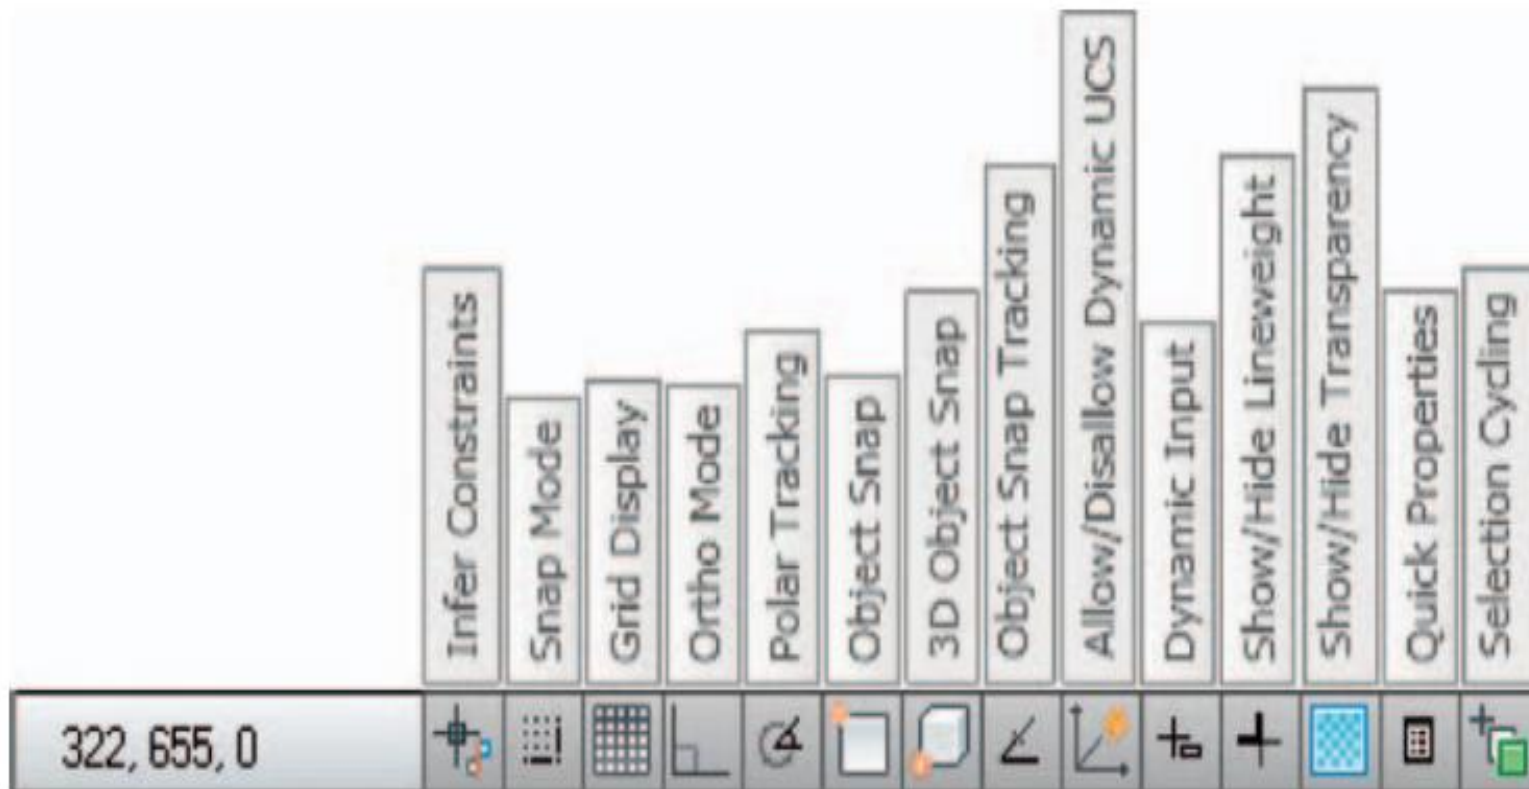 Infer Constraints
Snap Mode
Grid Display
Ortho Mode
Polar Tracking
Object Snap
3D Object Snap
Object Snap Tracking
Allow/Disallow Dynamic UCS
Dynamic Input
Show/Hide Lineweight
Show/Hide Transparency
Quick Properties
Selection Cycling
322, 655, 0